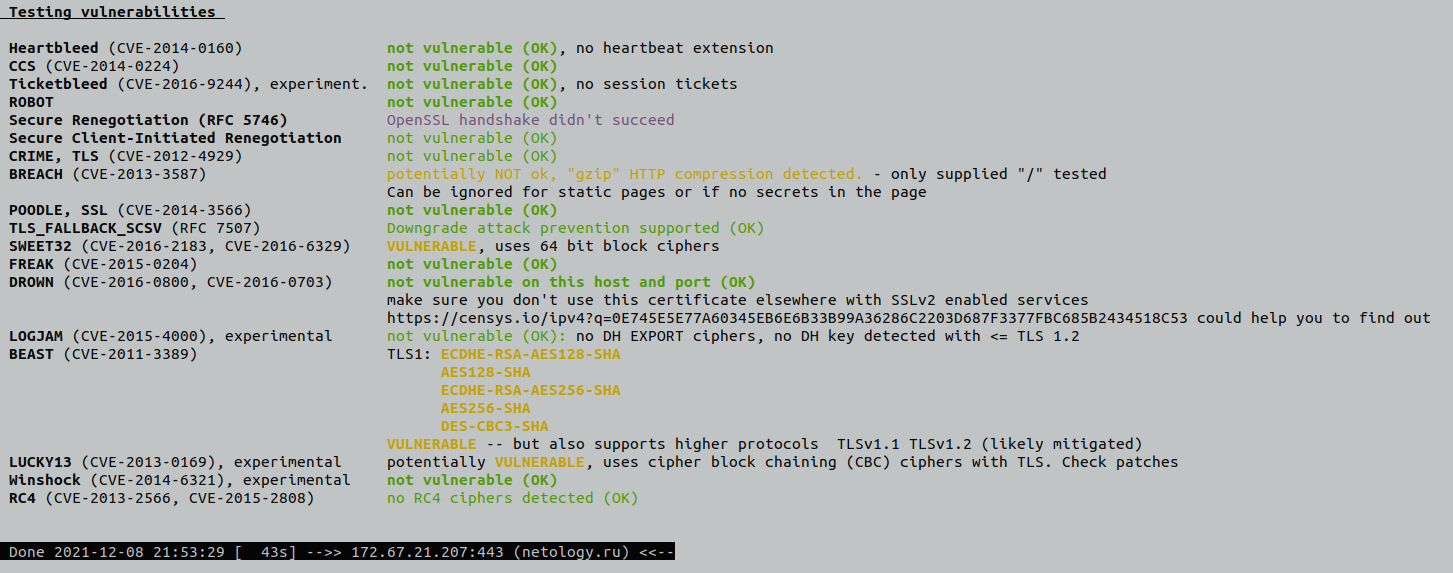 Testing vulnerabilities
Heartbleed (CVE-2014-0160) not vulnerable (OK), no heartbeat extension
CCS (CVE-2014-0224) not vulnerable (OK)
Ticketbleed (CVE-2016-9244), experiment. not vulnerable (OK), no session tickets
ROBOT not vulnerable (OK)
Secure Renegotiation (RFC 5746) OpenSSL handshake didn't succeed
Secure Client-Initiated Renegotiation not vulnerable (OK)
CRIME, TLS (CVE-2012-4929) not vulnerable (OK)
BREACH (CVE-2013-3587) potentially NOT ok, "gzip" HTTP compression detected. - only supplied "/" tested
Can be ignored for static pages or if no secrets in the page
POODLE, SSL (CVE-2014-3566) not vulnerable (OK)
TLS_FALLBACK_SCSV (RFC 7507) Downgrade attack prevention supported (OK)
SWEET32 (CVE-2016-2183, CVE-2016-6329) VULNERABLE, uses 64 bit block ciphers
FREAK (CVE-2015-0204) not vulnerable (OK)
DROWN (CVE-2016-0800, CVE-2016-0703) not vulnerable on this host and port (OK)
make sure you don't use this certificate elsewhere with SSLv2 enabled services
https://censys.io/ipv4?q=0E745E5E77A60345EB6E6B33B99A36286C2203D687F3377FBC685B2434518C53 could help you to find out
LOGJAM (CVE-2015-4000), experimental not vulnerable (OK): no DH EXPORT ciphers, no DH key detected with <= TLS 1.2
BEAST (CVE-2011-3389) TLS1: ECDHE-RSA-AES128-SHA
AES128-SHA
ECDHE-RSA-AES256-SHA
AES256-SHA
DES-CBC3-SHA
VULNERABLE -- but also supports higher protocols TLSv1.1 TLSv1.2 (likely mitigated)
LUCKY13 (CVE-2013-0169), experimental potentially VULNERABLE, uses cipher block chaining (CBC) ciphers with TLS. Check patches
Winshock (CVE-2014-6321), experimental not vulnerable (OK)
RC4 (CVE-2013-2566, CVE-2015-2808) no RC4 ciphers detected (OK)
Done 2021-12-08 21:53:29 [ 43s] -->> 172.67.21.207:443 (netology.ru) <<--